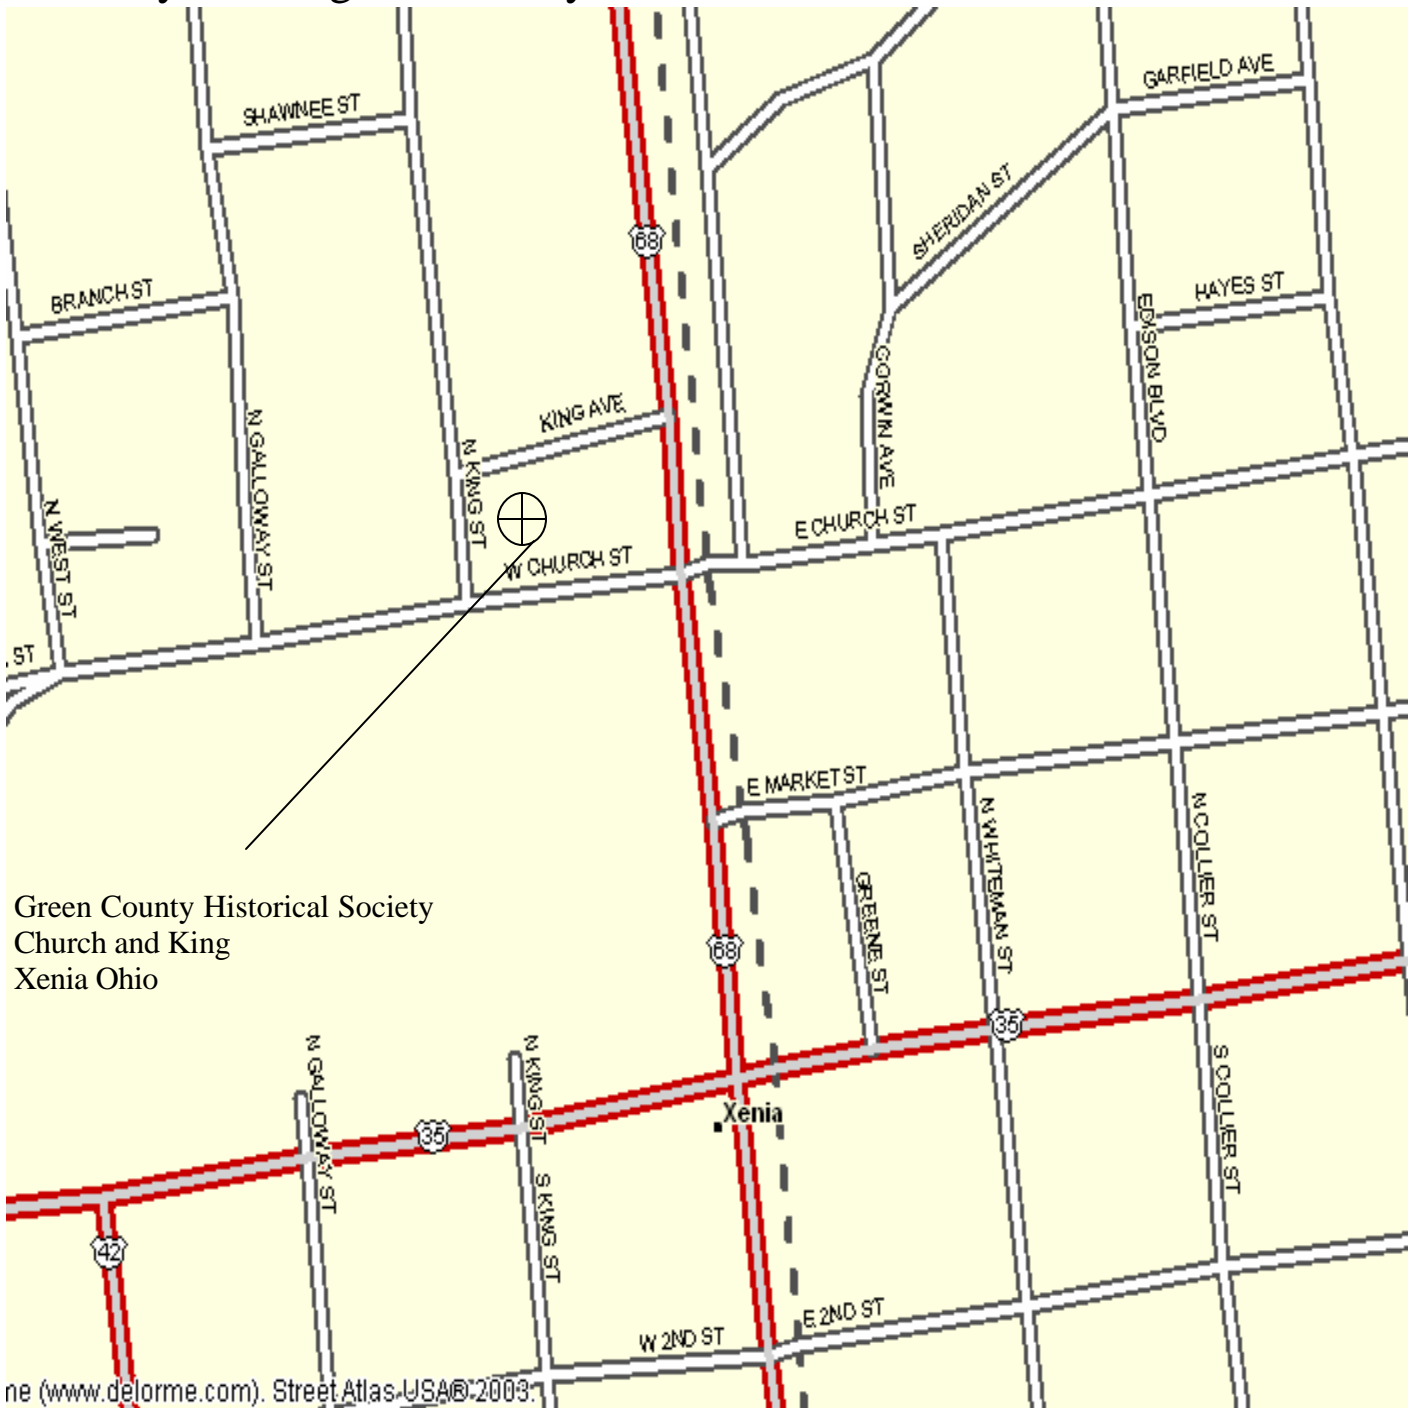 SHAWNEE ST
GARFIELD AVE
SHERIDAN ST
68
BRANCH ST
HAYES ST
EDISON BLVD
CORWIN AVE
KING AVE
N GALLOWAY ST
N KING ST
N WEST ST
E CHURCH ST
W CHURCH ST
ST
E MARKET ST
N WHITEMAN ST
N COLLIER ST
GREENE ST
Green County Historical Society
Church and King
Xenia Ohio
68
35
N GALLOWAY ST
N KING ST
S COLLIER ST
Xenia
35
S KING ST
42
E 2ND ST
W 2ND ST
me (www.delorme.com). Street Atlas USA® 2003.